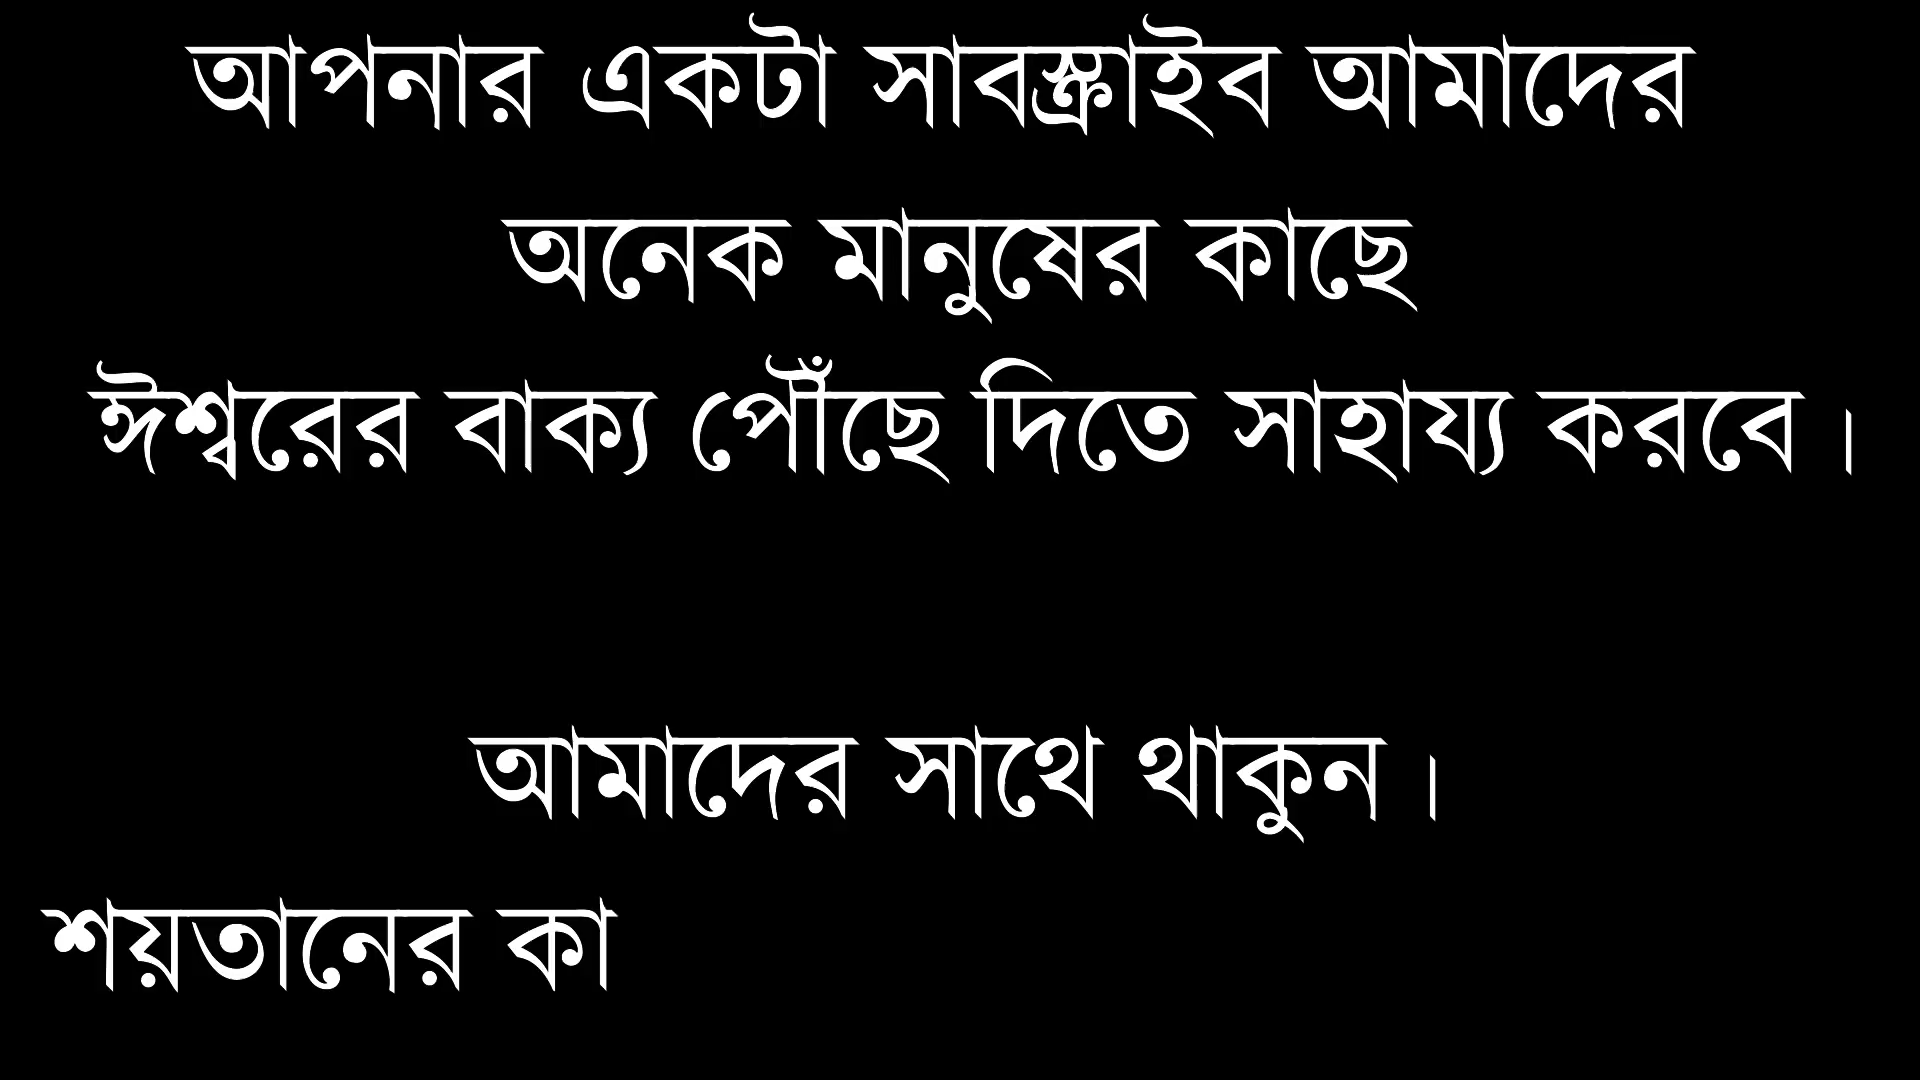 আপনার একটা সাবস্ক্রাইব আমাদের
অনেক মানুষের কাছে
ঈশ্বরের বাক্য পৌঁছে দিতে সাহায্য করবে।
আমাদের সাথে থাকুন।
শয়তানের কা